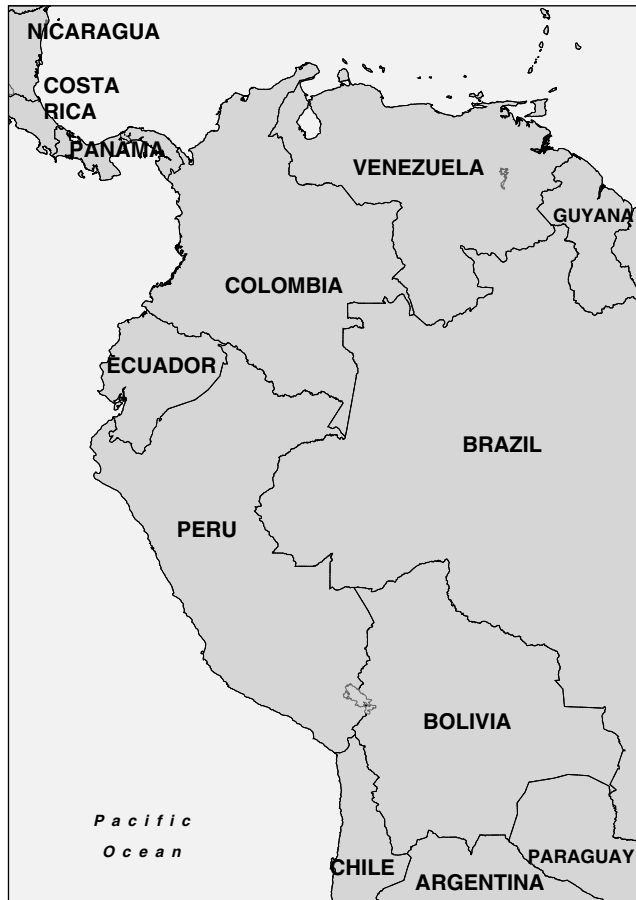 NICARAGUA
COSTA
RICA
PANAMA
VENEZUELA
GUYANA
COLOMBIA
ECUADOR
BRAZIL
PERU
BOLIVIA
Pacific
Ocean
CHILE
PARAGUAY
ARGENTINA